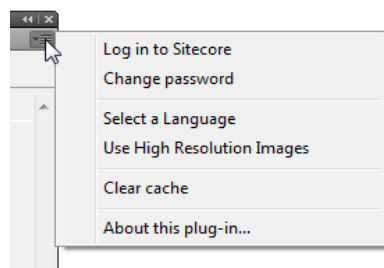 Log in to Sitecore
Change password
Select a Language
Use High Resolution Images
Clear cache
About this plug-in...